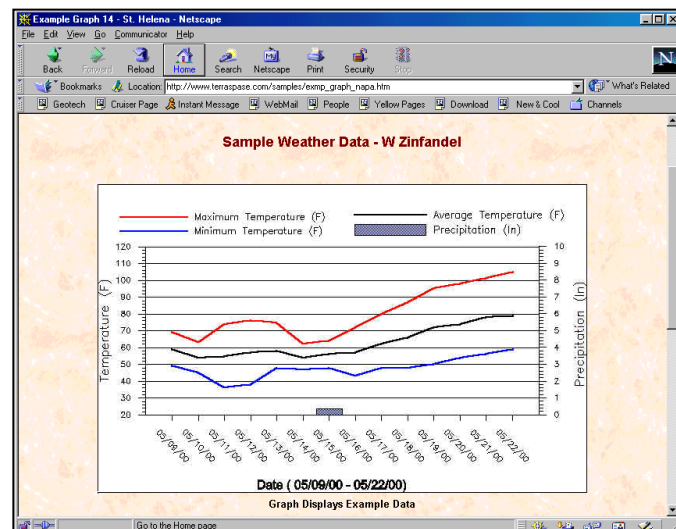 Example Graph 14 - St. Helena - Netscape
File Edit View Go Communicator Help
Back Forward Reload Home Search Netscape Print Security Stop
Bookmarks Location: http://www.terraspase.com/samples/exmp_graph_napa.htm What's Related
Geotech Cruiser Page Instant Message WebMail People Yellow Pages Download New & Cool Channels
Sample Weather Data - W Zinfandel
Maximum Temperature (F) Average Temperature (F)
Minimum Temperature (F) Precipitation (In)
120 10
110 9
100 8
90 7
80 6
70 5
60 4
50 3
40 2
30 1
20 0
Temperature (F)
Precipitation (In)
05/09/00 05/10/00 05/11/00 05/12/00 05/13/00 05/14/00 05/15/00 05/16/00 05/17/00 05/18/00 05/19/00 05/20/00 05/21/00 05/22/00
Date ( 05/09/00 - 05/22/00)
Graph Displays Example Data
Go to the Home page